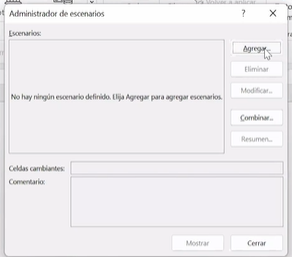 Administrador de escenarios
? ×
Escenarios:
Agregar...
Eliminar
No hay ningún escenario definido. Elija Agregar para agregar escenarios.
Modificar...
Combinar...
Resumen...
Celdas cambiantes:
Comentario:
Mostrar
Cerrar